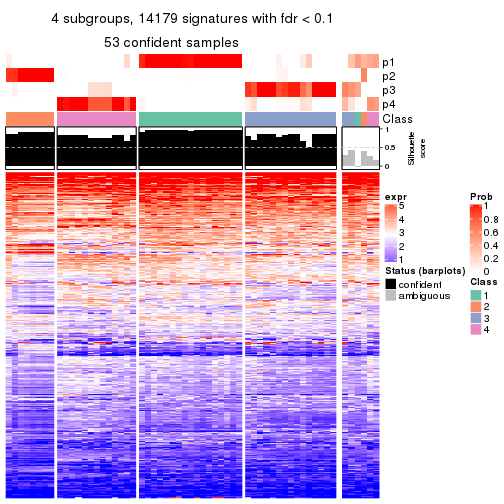 4 subgroups, 14179 signatures with fdr < 0.1
53 confident samples
p1
p2
p3
p4
Class
1
0.5
0
Silhouette
score
expr
5
4
3
2
1
Status (barplots)
confident
ambiguous
Prob
1
0.8
0.6
0.4
0.2
0
Class
1
2
3
4